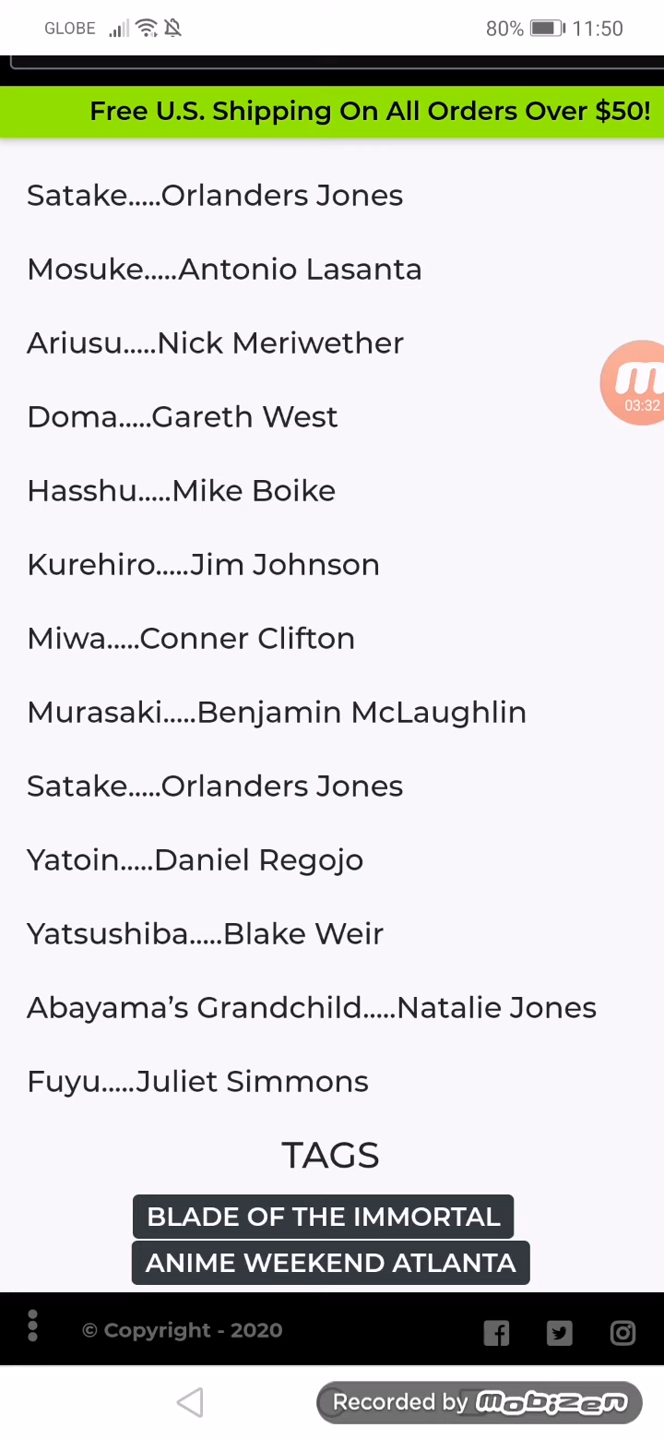 GLOBE
80% 11:50
Free U.S. Shipping On All Orders Over $50!
Satake.....Orlanders Jones
Mosuke.....Antonio Lasanta
Ariusu.....Nick Meriwether
m
03:32
Doma.....Gareth West
Hasshu.....Mike Boike
Kurehiro.....Jim Johnson
Miwa.....Conner Clifton
Murasaki.....Benjamin McLaughlin
Satake.....Orlanders Jones
Yatoin.....Daniel Regojo
Yatsushiba.....Blake Weir
Abayama’s Grandchild.....Natalie Jones
Fuyu.....Juliet Simmons
TAGS
BLADE OF THE IMMORTAL
ANIME WEEKEND ATLANTA
© Copyright - 2020
Recorded by mobizen